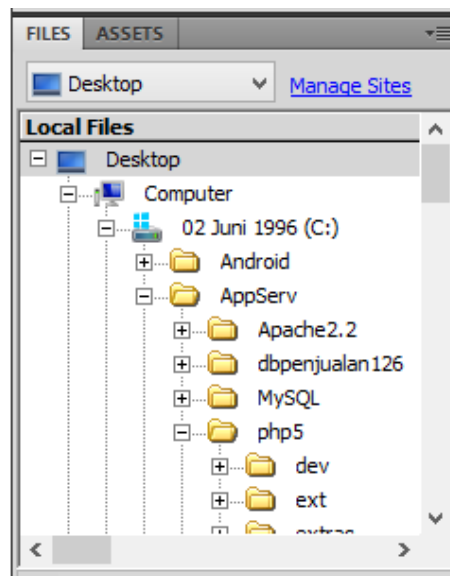 FILES ASSETS
Desktop Manage Sites
Local Files
Desktop
Computer
02 Juni 1996 (C:)
Android
AppServ
Apache2.2
dbpenjualan126
MySQL
php5
dev
ext